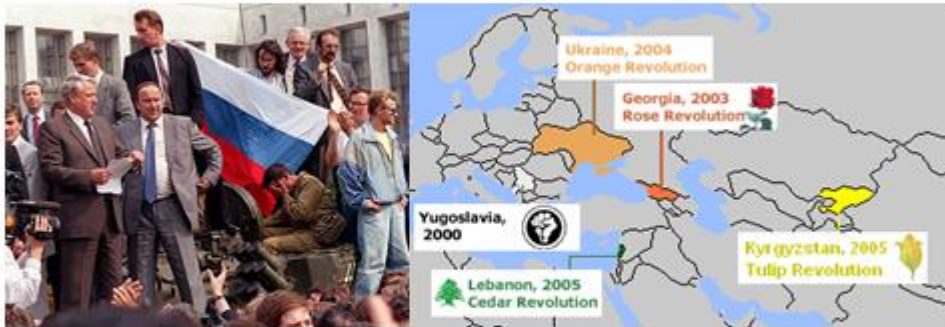 Ukraine, 2004
Orange Revolution
Georgia, 2003
Rose Revolution
Yugoslavia,
2000
Kyrgyzstan, 2005
Tulip Revolution
Lebanon, 2005
Cedar Revolution